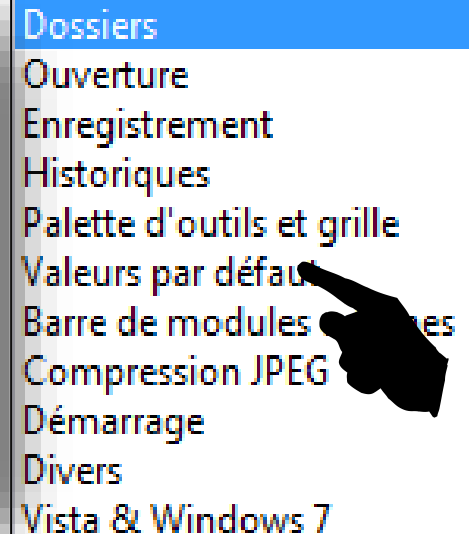 Dossiers
Ouverture
Enregistrement
Historiques
Palette d'outils et grille
Valeurs par défaut
Barre de modules
Compression JPEG
Démarrage
Divers
Vista & Windows 7